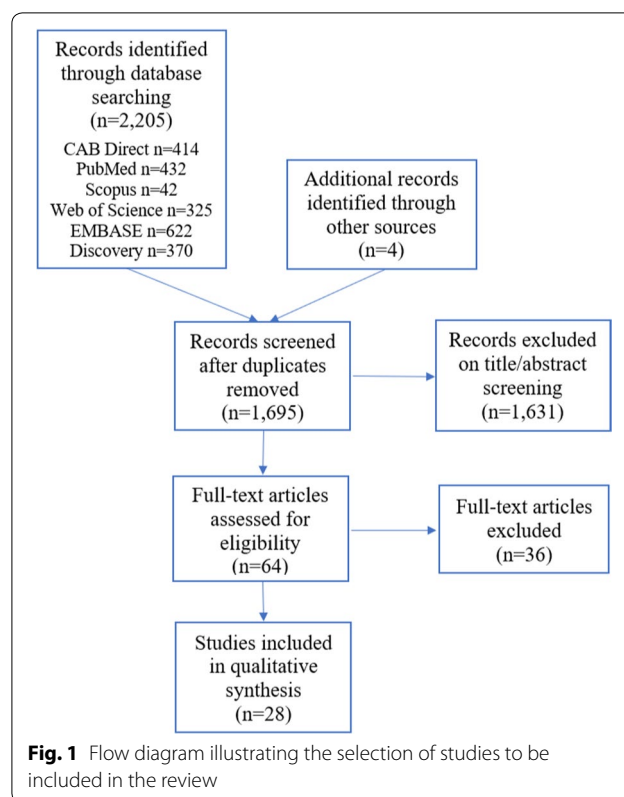 Records identified
through database
searching
(n=2,205)
CAB Direct n=414
PubMed n=432
Scopus n=42
Web of Science n=325
EMBASE n=622
Discovery n=370
Additional records
identified through
other sources
(n=4)
Records screened
after duplicates
removed
(n=1,695)
Records excluded
on title/abstract
screening
(n=1,631)
Full-text articles
assessed for
eligibility
(n=64)
Full-text articles
excluded
(n=36)
Studies included
in qualitative
synthesis
(n=28)
Fig. 1 Flow diagram illustrating the selection of studies to be
included in the review